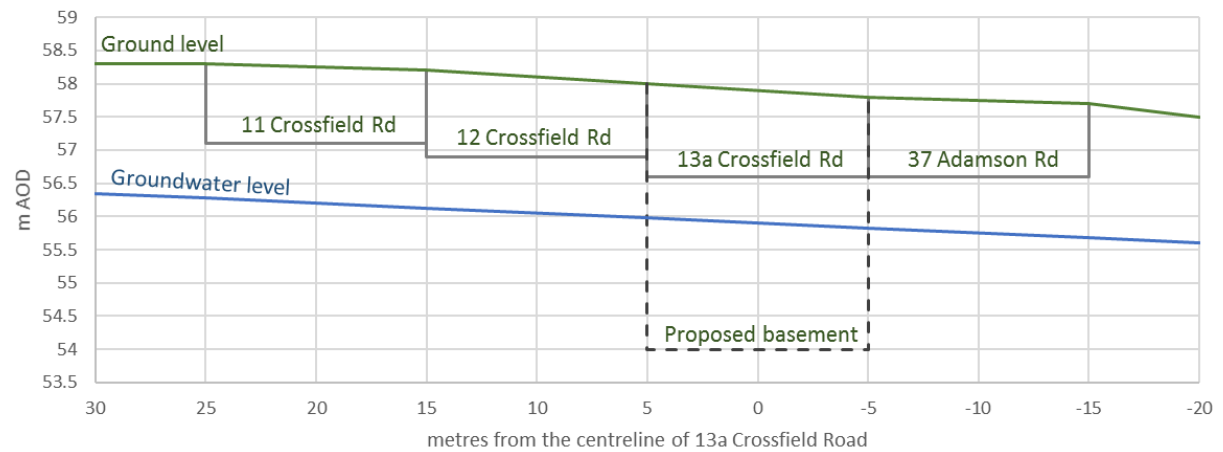 59
58.5
58
57.5
57
56.5
56
55.5
55
54.5
54
53.5
m AOD
Ground level
11 Crossfield Rd
12 Crossfield Rd
13a Crossfield Rd
37 Adamson Rd
Groundwater level
Proposed basement
30 25 20 15 10 5 0 -5 -10 -15 -20
metres from the centreline of 13a Crossfield Road